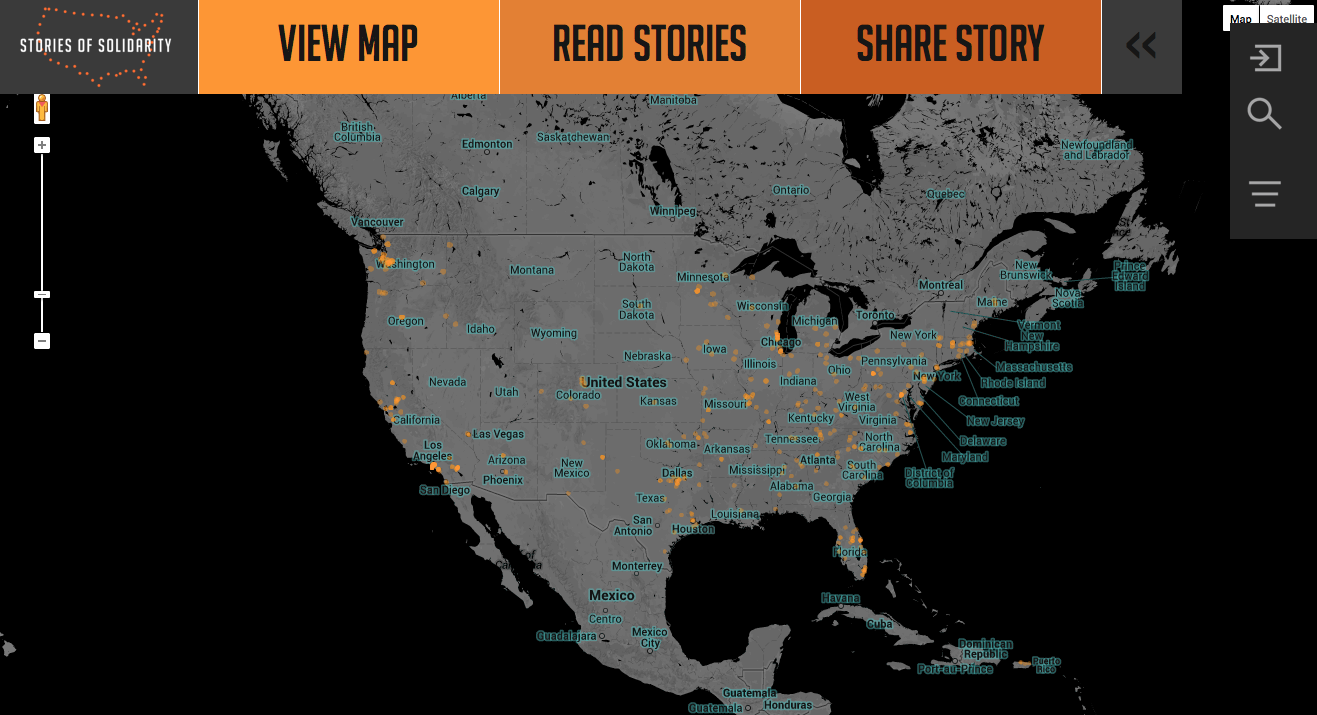 STORIES OF SOLIDARITY
VIEW MAP
READ STORIES
SHARE STORY
«
Map
Satellite
Alberta
Manitoba
British
Columbia
Edmonton
Saskatchewan
Newfoundland
and Labrador
Calgary
Ontario
Quebec
Winnipeg
Vancouver
Washington
Montana
North
Dakota
Minnesota
New
Brunswick
Prince
Edward
Island
Montreal
Nova
Scotia
Maine
South
Dakota
Wisconsin
Michigan
Toronto
Oregon
Idaho
Wyoming
Vermont
New
Hampshire
New York
Chicago
Iowa
Nebraska
Illinois
Pennsylvania
Massachusetts
Ohio
Indiana
New York
Rhode Island
Nevada
Utah
United States
Colorado
Kansas
Missouri
West
Virginia
Connecticut
California
Kentucky
Virginia
New Jersey
Las Vegas
Los
Angeles
Oklahoma
Arkansas
Tennessee
North
Carolina
Delaware
Maryland
Arizona
Phoenix
New
Mexico
Dallas
Mississippi
Atlanta
South
Carolina
District of
Columbia
San Diego
Alabama
Texas
Georgia
Louisiana
San
Antonio
Houston
Florida
Monterrey
Mexico
Havana
Centro
Cuba
Guadalajara
Mexico
City
Dominican
Republic
Port-au-Prince
Puerto
Rico
Guatemala
Guatemala
Honduras